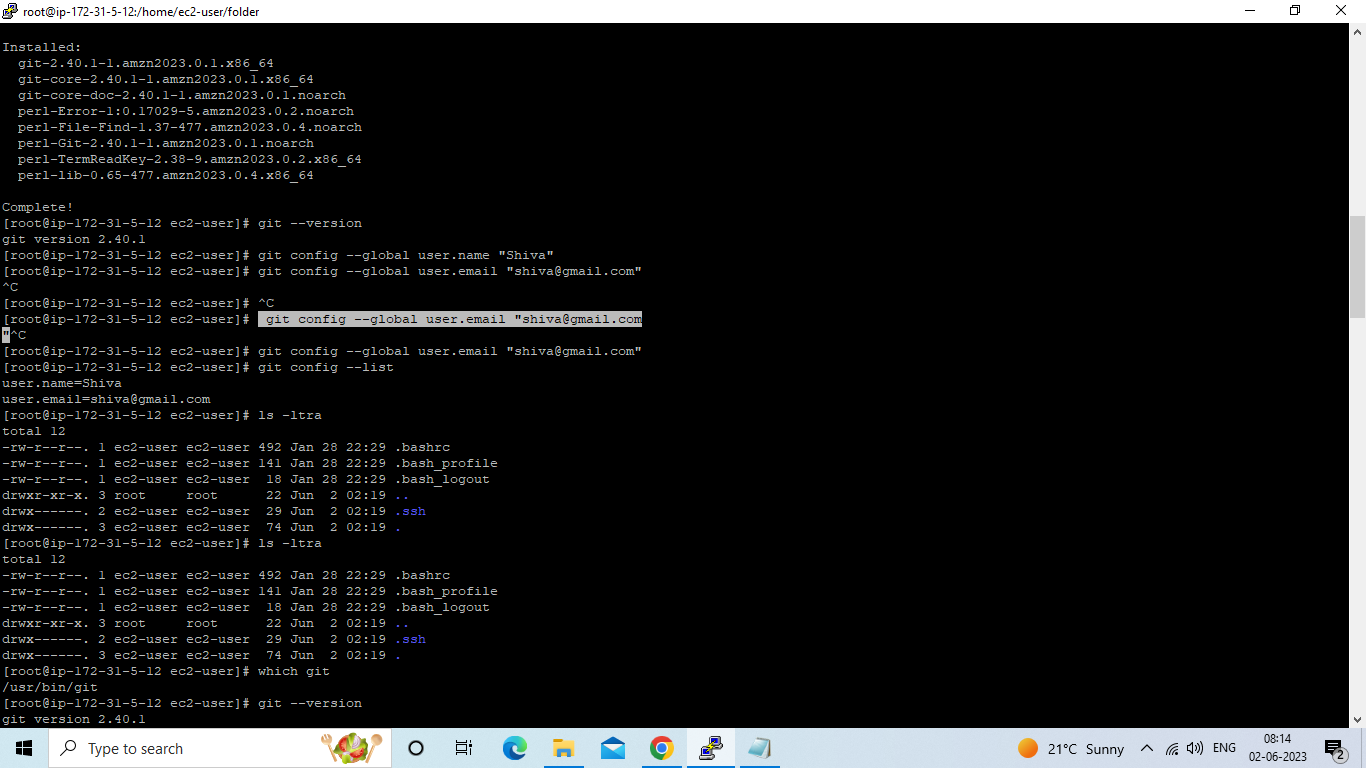 root@ip-172-31-5-12:/home/ec2-user/folder
Installed:
  git-2.40.1-1.amzn2023.0.1.x86_64
  git-core-2.40.1-1.amzn2023.0.1.x86_64
  git-core-doc-2.40.1-1.amzn2023.0.1.noarch
  perl-Error-1:0.17029-5.amzn2023.0.2.noarch
  perl-File-Find-1.37-477.amzn2023.0.4.noarch
  perl-Git-2.40.1-1.amzn2023.0.1.noarch
  perl-TermReadKey-2.38-9.amzn2023.0.2.x86_64
  perl-lib-0.65-477.amzn2023.0.4.x86_64
Complete!
[root@ip-172-31-5-12 ec2-user]# git --version
git version 2.40.1
[root@ip-172-31-5-12 ec2-user]# git config --global user.name "Shiva"
[root@ip-172-31-5-12 ec2-user]# git config --global user.email "shiva@gmail.com"
^C
[root@ip-172-31-5-12 ec2-user]# ^C
[root@ip-172-31-5-12 ec2-user]#  git config --global user.email "shiva@gmail.com
"^C
[root@ip-172-31-5-12 ec2-user]# git config --global user.email "shiva@gmail.com"
[root@ip-172-31-5-12 ec2-user]# git config --list
user.name=Shiva
user.email=shiva@gmail.com
[root@ip-172-31-5-12 ec2-user]# ls -ltra
total 12
-rw-r--r--. 1 ec2-user ec2-user 492 Jan 28 22:29 .bashrc
-rw-r--r--. 1 ec2-user ec2-user 141 Jan 28 22:29 .bash_profile
-rw-r--r--. 1 ec2-user ec2-user  18 Jan 28 22:29 .bash_logout
drwxr-xr-x. 3 root     root      22 Jun  2 02:19 ..
drwx------. 2 ec2-user ec2-user  29 Jun  2 02:19 .ssh
drwx------. 3 ec2-user ec2-user  74 Jun  2 02:19 .
[root@ip-172-31-5-12 ec2-user]# ls -ltra
total 12
-rw-r--r--. 1 ec2-user ec2-user 492 Jan 28 22:29 .bashrc
-rw-r--r--. 1 ec2-user ec2-user 141 Jan 28 22:29 .bash_profile
-rw-r--r--. 1 ec2-user ec2-user  18 Jan 28 22:29 .bash_logout
drwxr-xr-x. 3 root     root      22 Jun  2 02:19 ..
drwx------. 2 ec2-user ec2-user  29 Jun  2 02:19 .ssh
drwx------. 3 ec2-user ec2-user  74 Jun  2 02:19 .
[root@ip-172-31-5-12 ec2-user]# which git
/usr/bin/git
[root@ip-172-31-5-12 ec2-user]# git --version
git version 2.40.1
Type to search
21°C Sunny
ENG
08:14
02-06-2023
2